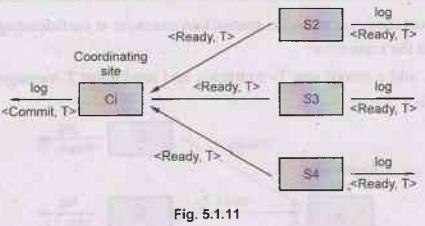 S2
log
<Ready, T>
<Ready, T>
Coordinating
site
log
<Commit, T>
Ci
<Ready, T>
S3
log
<Ready, T>
<Ready, T>
S4
log
<Ready, T>
Fig. 5.1.11